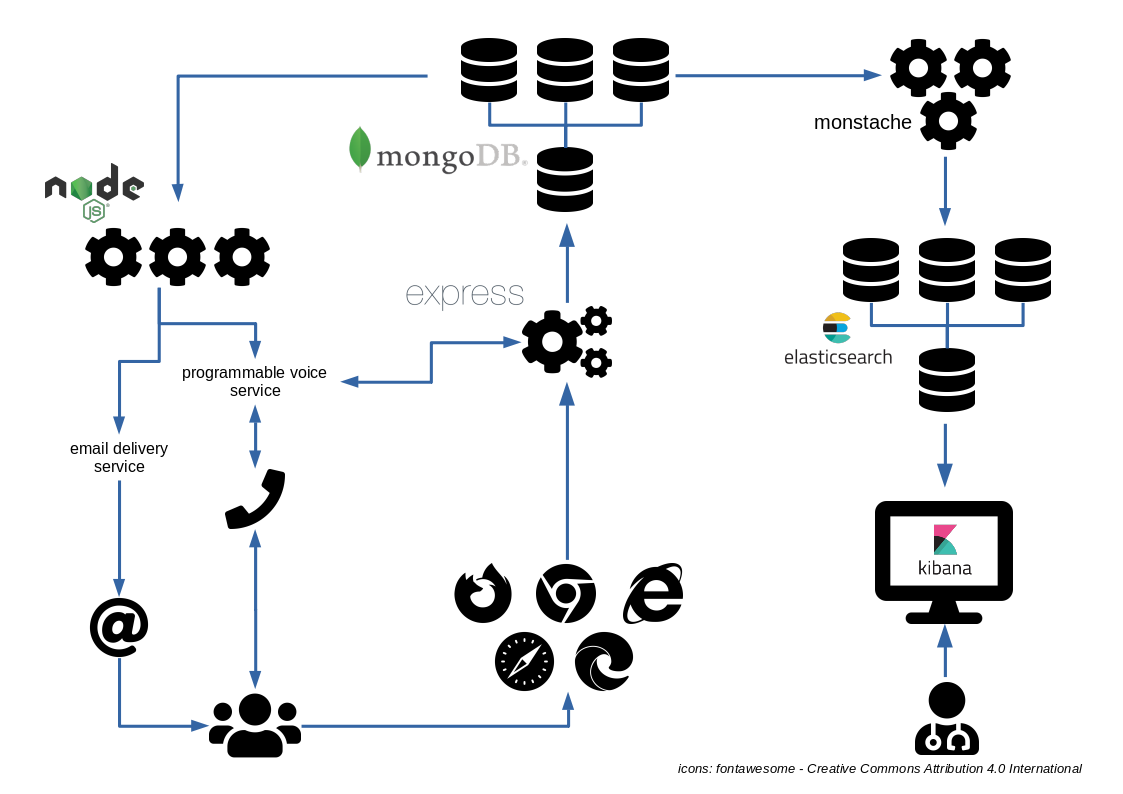 monstache
mongoDB®
node
JS®
express
elasticsearch
programmable voice
service
email delivery
service
kibana
@
icons: fontawesome - Creative Commons Attribution 4.0 International